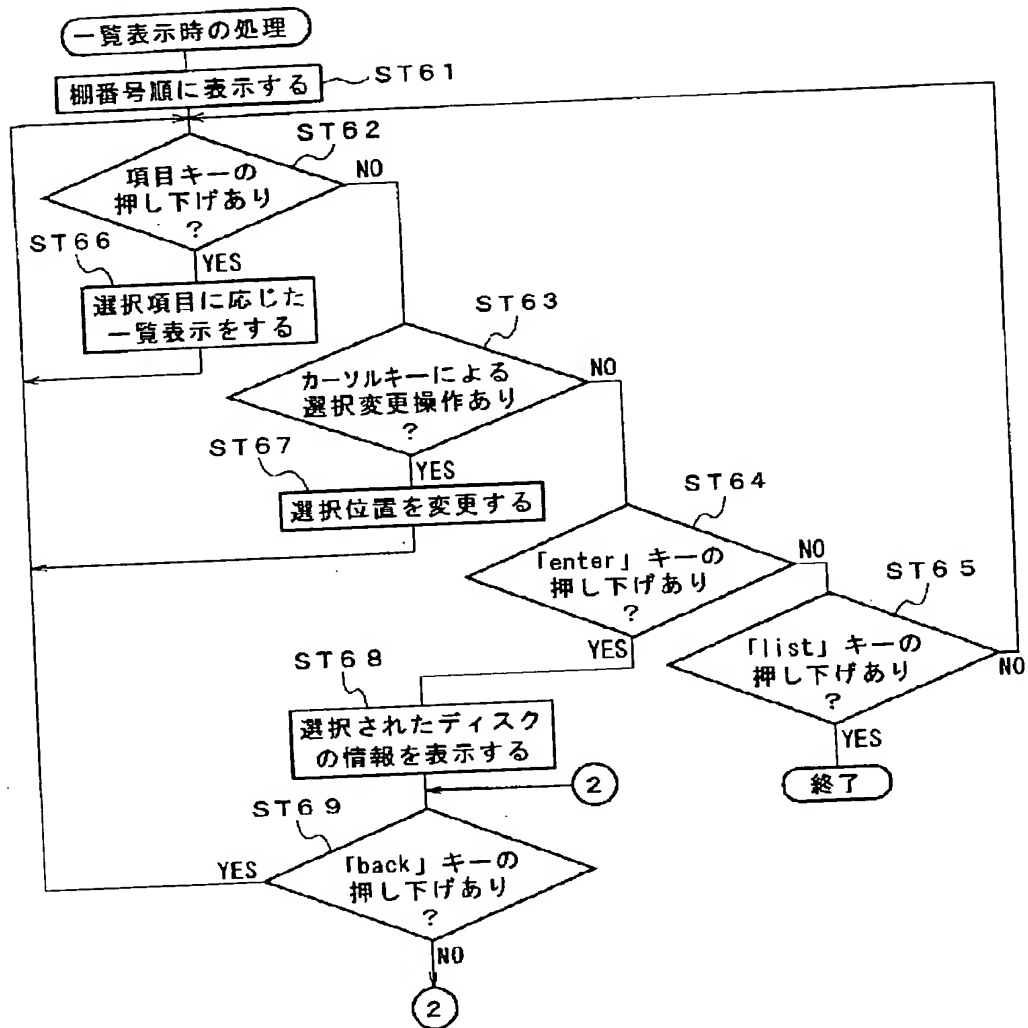 一覧表示時の処理
棚番号順に表示する
ST61
ST62
項目キーの
押し下げあり
?
NO
YES
ST66
選択項目に応じた
一覧表示をする
ST63
カーソルキーによる
選択変更操作あり
?
NO
YES
ST67
選択位置を変更する
ST64
「enter」キーの
押し下げあり
?
NO
YES
ST65
「list」キーの
押し下げあり
?
NO
YES
終了
ST68
選択されたディスク
の情報を表示する
2
ST69
「back」キーの
押し下げあり
?
YES
NO
2